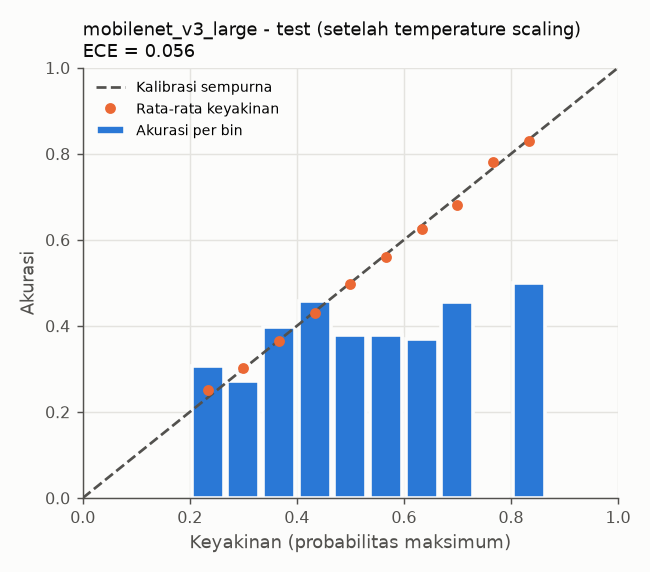 mobilenet_v3_large - test (setelah temperature scaling)
ECE = 0.056
Kalibrasi sempurna
Rata-rata keyakinan
Akurasi per bin
1.0
0.8
0.6
0.4
0.2
0.0
Akurasi
0.0 0.2 0.4 0.6 0.8 1.0
Keyakinan (probabilitas maksimum)